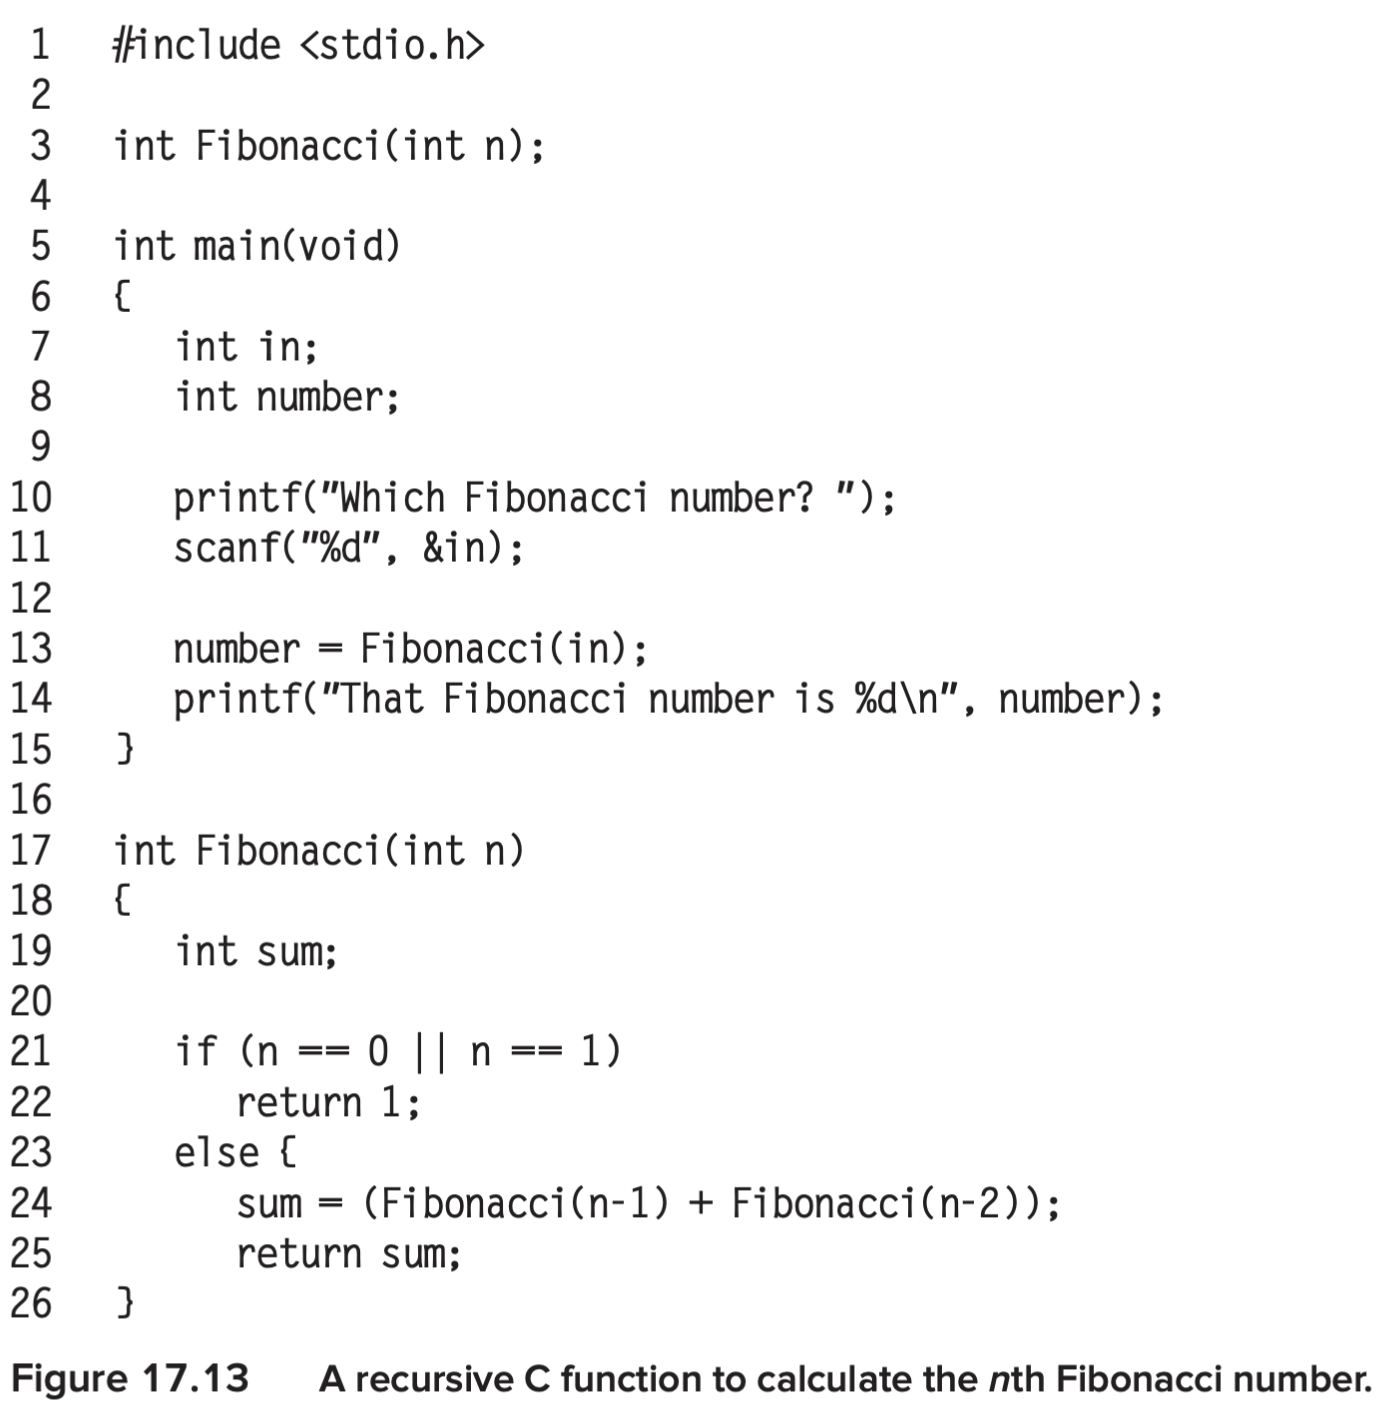 1 #include <stdio.h>
2
3 int Fibonacci(int n);
4
5 int main(void)
6 {
7    int in;
8    int number;
9
10    printf("Which Fibonacci number? ");
11    scanf("%d", &in);
12
13    number = Fibonacci(in);
14    printf("That Fibonacci number is %d\n", number);
15 }
16
17 int Fibonacci(int n)
18 {
19    int sum;
20
21    if (n == 0 || n == 1)
22       return 1;
23    else {
24       sum = (Fibonacci(n-1) + Fibonacci(n-2));
25       return sum;
26 }
Figure 17.13 A recursive C function to calculate the nth Fibonacci number.